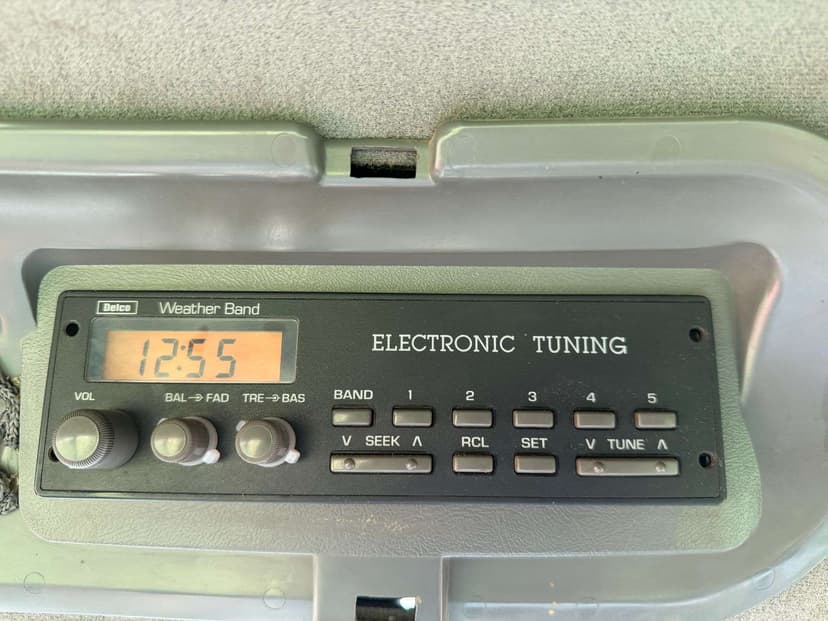 Delco Weather Band
12:55
ELECTRONIC TUNING
VOL BAL → FAD TRE → BAS
BAND 1 2 3 4 5
V SEEK Λ RCL SET V TUNE Λ